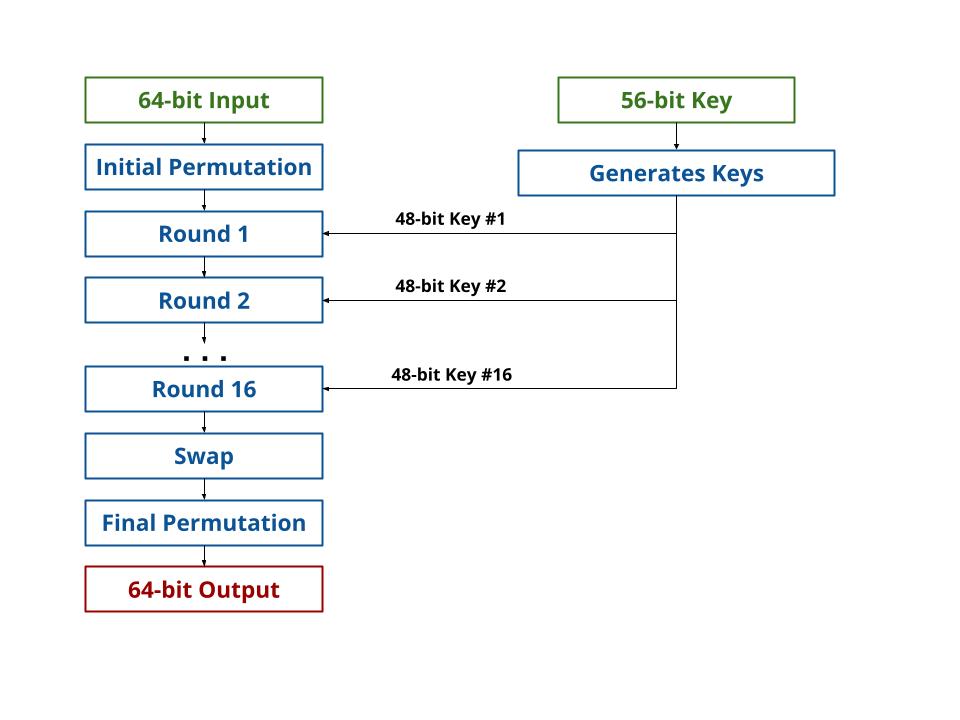 64-bit Input
56-bit Key
Initial Permutation
Generates Keys
48-bit Key #1
Round 1
48-bit Key #2
Round 2
. . .
48-bit Key #16
Round 16
Swap
Final Permutation
64-bit Output